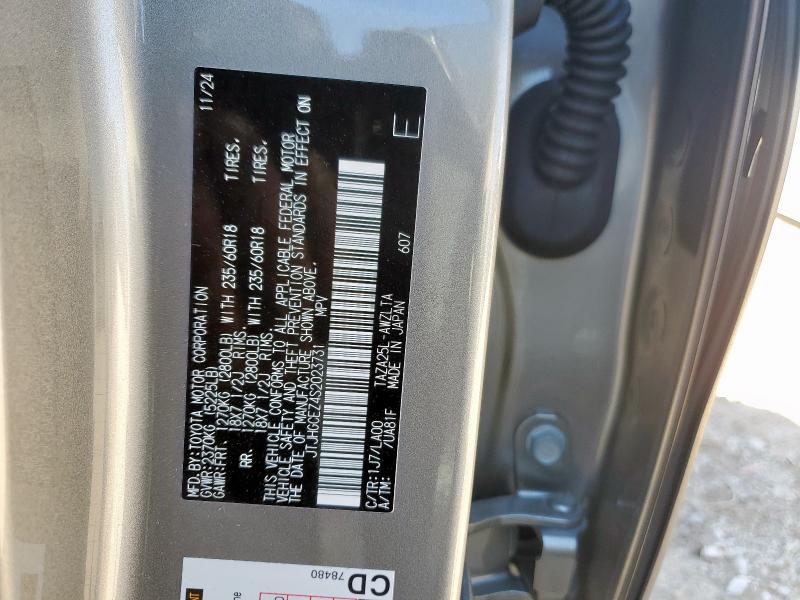 MFD.BY:TOYOTA MOTOR CORPORATION 11/24
GVWR:2370KG (5225LB)
GAWR:FRT. 1270KG (2800LB) WITH 235/60R18 TIRES.
18X7 1/2J RIMS.
RR. 1270KG (2800LB) WITH 235/60R18 TIRES.
18X7 1/2J RIMS.
THIS VEHICLE CONFORMS TO ALL APPLICABLE FEDERAL MOTOR
VEHICLE SAFETY AND THEFT PREVENTION STANDARDS IN EFFECT ON
THE DATE OF MANUFACTURE SHOWN ABOVE.
JTJHGCEZ4S2023731 MPV
C/TR:1J7/LA00 TAZA25L-AWZLTA
A/TM: -/UA81F MADE IN JAPAN 607
E
CD
78480